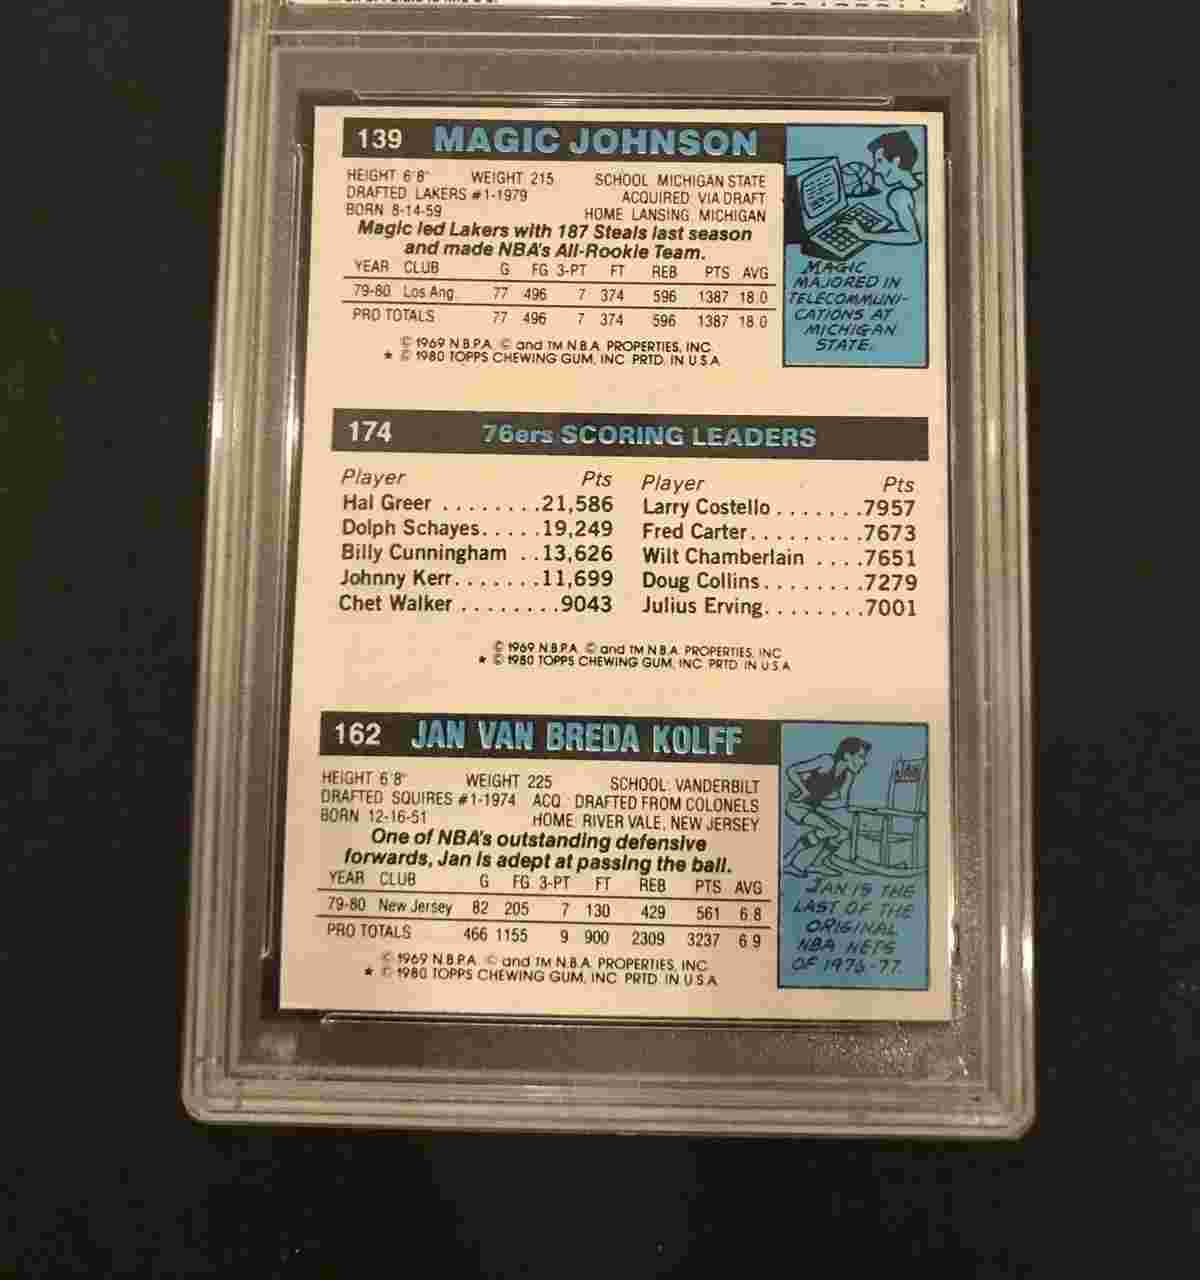 139 MAGIC JOHNSON
HEIGHT 6'8" WEIGHT 215 SCHOOL MICHIGAN STATE
DRAFTED LAKERS #1-1979 ACQUIRED VIA DRAFT
BORN 8-14-59 HOME LANSING, MICHIGAN
Magic led Lakers with 187 Steals last season
and made NBA's All-Rookie Team.
YEAR CLUB G FG 3-PT FT REB PTS AVG
79-80 Los Ang. 77 496 7 374 596 1387 18.0
PRO TOTALS 77 496 7 374 596 1387 18.0
© 1969 N.B.P.A. © and TM N.B.A. PROPERTIES, INC
★ © 1980 TOPPS CHEWING GUM, INC PRTD. IN U.S.A.
MAGIC
MAJORED IN
TELECOMMUNI-
CATIONS AT
MICHIGAN
STATE.
174 76ers SCORING LEADERS
Player Pts Player Pts
Hal Greer ........21,586 Larry Costello .......7957
Dolph Schayes.....19,249 Fred Carter.........7673
Billy Cunningham ..13,626 Wilt Chamberlain ....7651
Johnny Kerr.......11,699 Doug Collins........7279
Chet Walker ........9043 Julius Erving........7001
© 1969 N.B.P.A. © and TM N.B.A. PROPERTIES, INC
★ © 1980 TOPPS CHEWING GUM, INC PRTD. IN U.S.A.
162 JAN VAN BREDA KOLFF
HEIGHT 6'8" WEIGHT 225 SCHOOL: VANDERBILT
DRAFTED SQUIRES #1-1974 ACQ: DRAFTED FROM COLONELS
BORN 12-16-51 HOME: RIVER VALE, NEW JERSEY
One of NBA's outstanding defensive
forwards, Jan is adept at passing the ball.
YEAR CLUB G FG 3-PT FT REB PTS AVG
79-80 New Jersey 82 205 7 130 429 561 6.8
PRO TOTALS 466 1155 9 900 2309 3237 6.9
© 1969 N.B.P.A. © and TM N.B.A. PROPERTIES, INC
★ © 1980 TOPPS CHEWING GUM, INC PRTD. IN U.S.A.
JAN
JAN IS THE
LAST OF THE
ORIGINAL
NBA NETS
OF 1976-77.